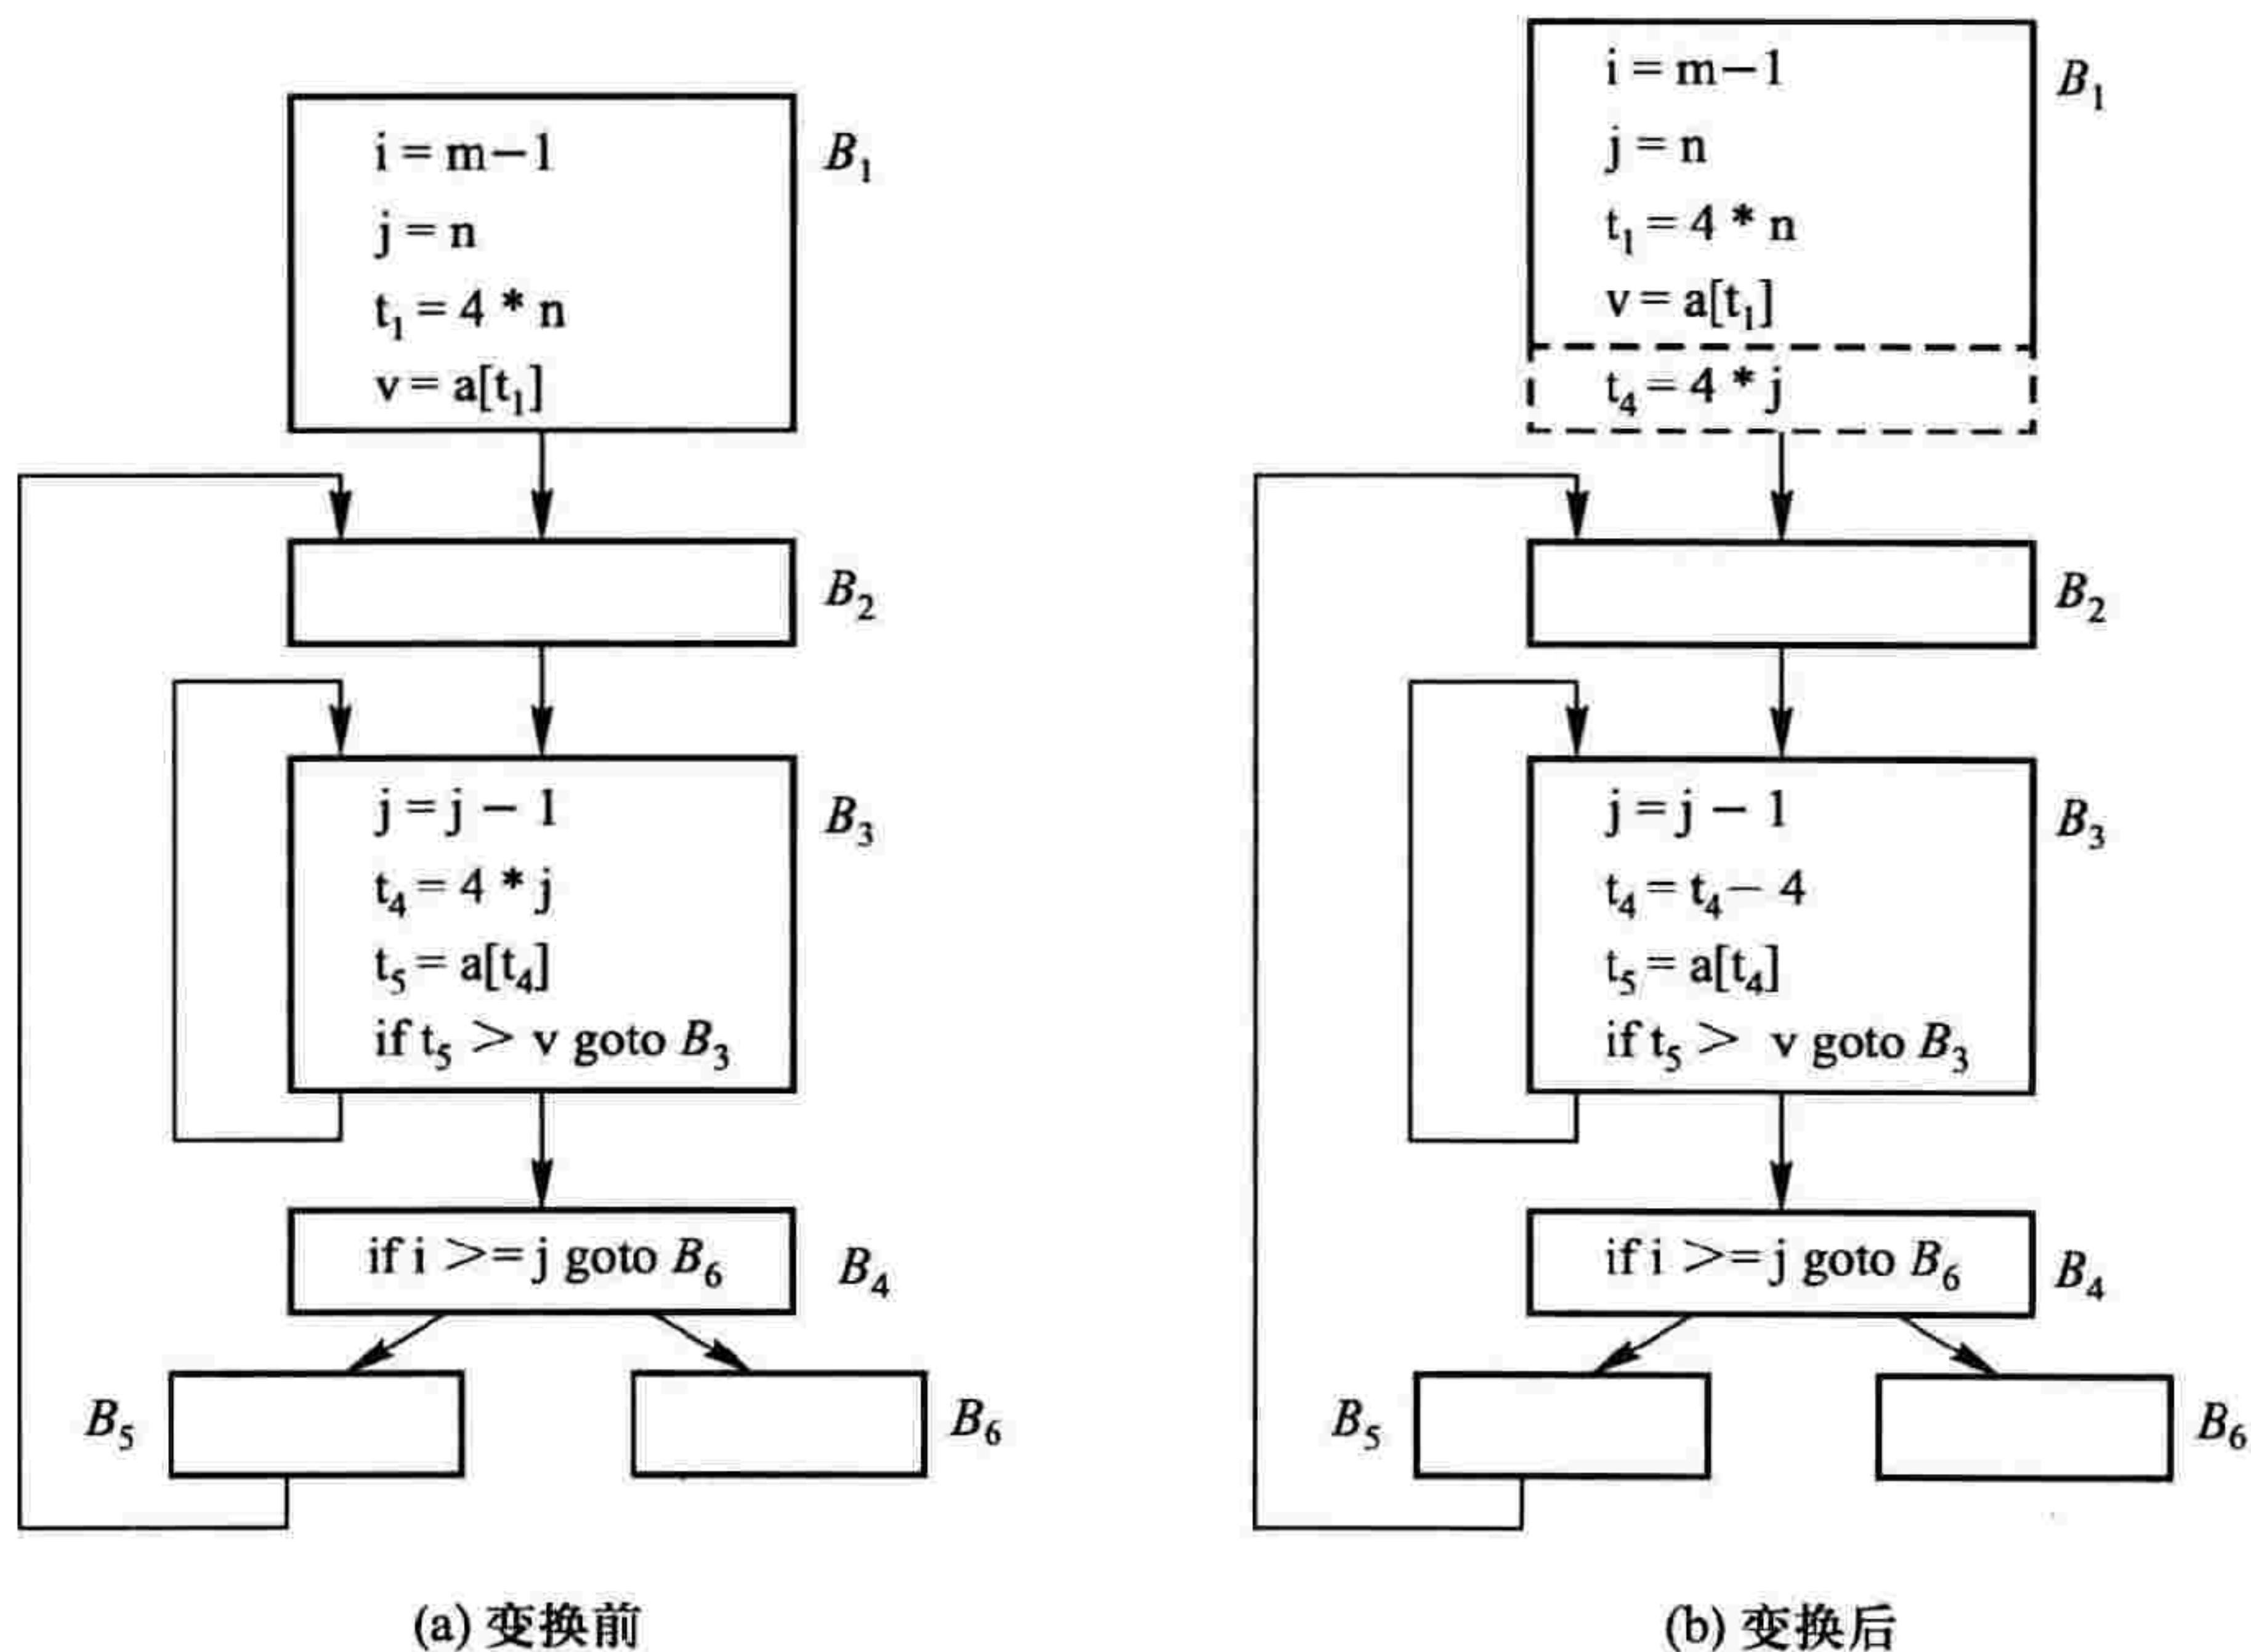 i = m−1
j = n
t₁ = 4 * n
v = a[t₁]
B₁
B₂
j = j − 1
t₄ = 4 * j
t₅ = a[t₄]
if t₅ > v goto B₃
B₃
if i >= j goto B₆
B₄
B₅
B₆
(a) 变换前
i = m−1
j = n
t₁ = 4 * n
v = a[t₁]
t₄ = 4 * j
B₁
B₂
j = j − 1
t₄ = t₄ − 4
t₅ = a[t₄]
if t₅ > v goto B₃
B₃
if i >= j goto B₆
B₄
B₅
B₆
(b) 变换后